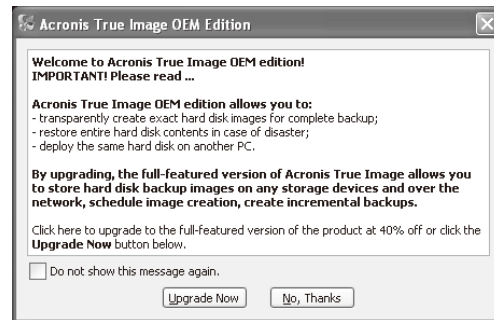 Acronis True Image OEM Edition
Welcome to Acronis True Image OEM edition!
IMPORTANT! Please read ...
Acronis True Image OEM edition allows you to:
- transparently create exact hard disk images for complete backup;
- restore entire hard disk contents in case of disaster;
- deploy the same hard disk on another PC.
By upgrading, the full-featured version of Acronis True Image allows you
to store hard disk backup images on any storage devices and over the
network, schedule image creation, create incremental backups.
Click here to upgrade to the full-featured version of the product at 40% off or click the
Upgrade Now button below.
Do not show this message again.
Upgrade Now
No, Thanks